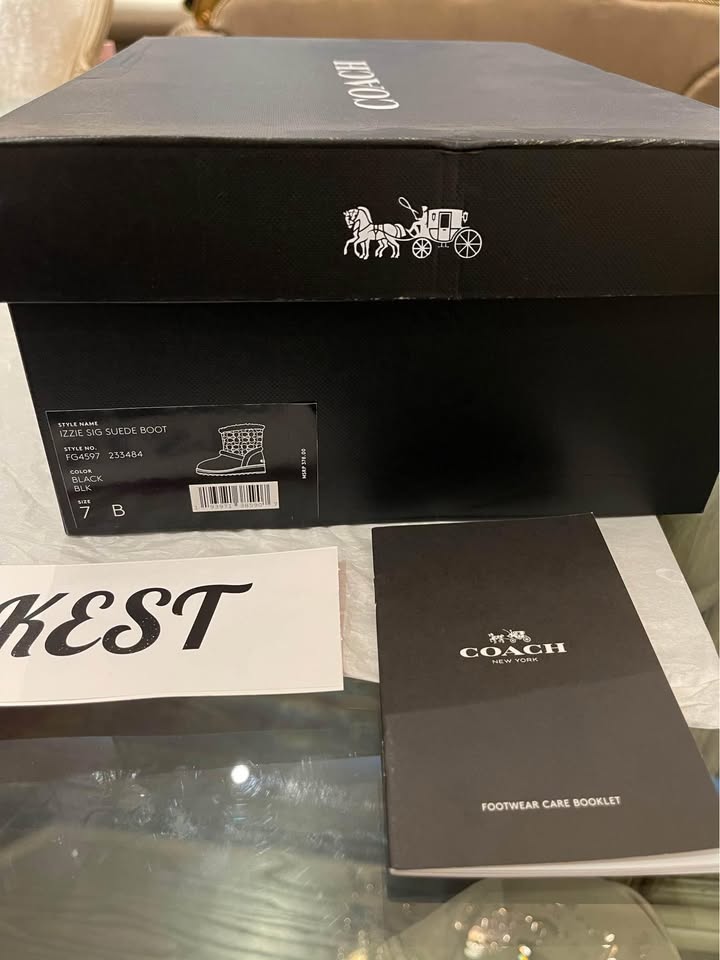 COACH
STYLE NAME
IZZIE SIG SUEDE BOOT
STYLE NO.
FG4597 233484
COLOR
BLACK
BLK
SIZE
7 B
KEST
COACH
NEW YORK
FOOTWEAR CARE BOOKLET